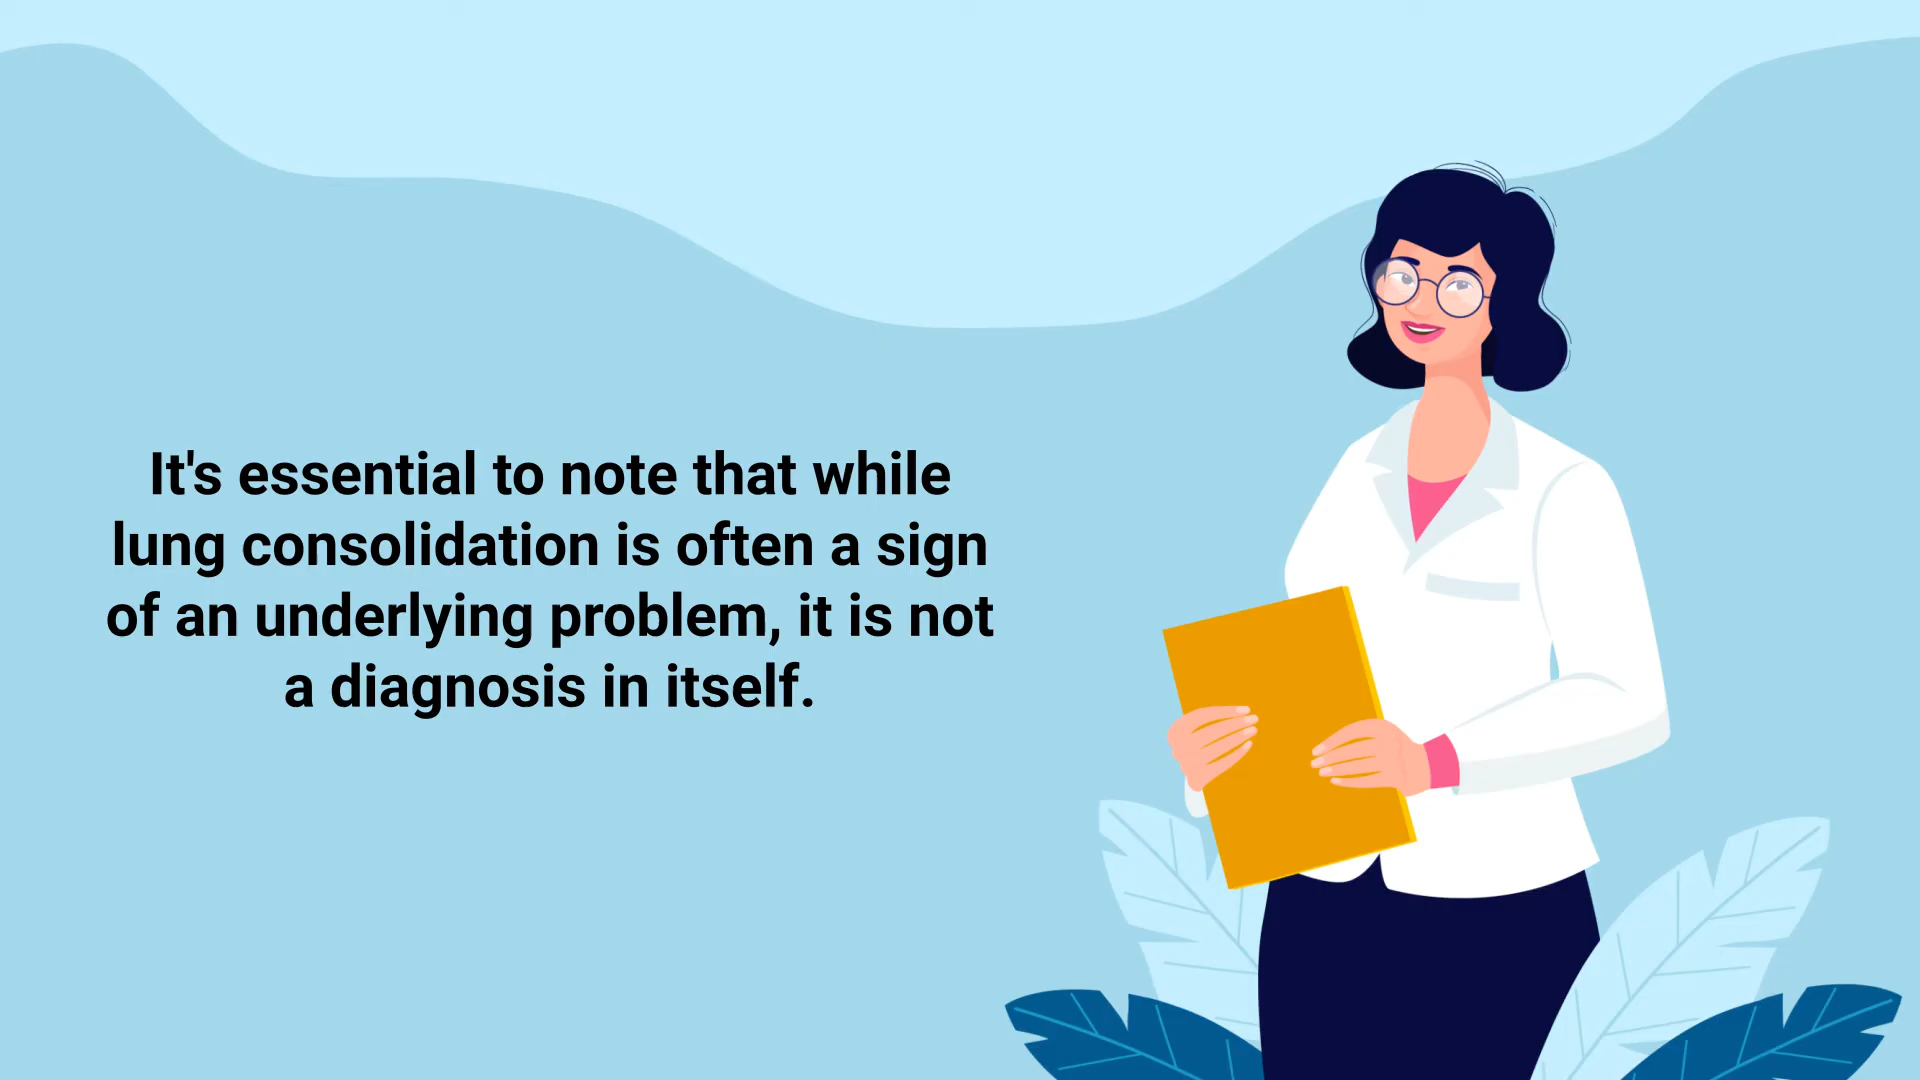 It's essential to note that while
lung consolidation is often a sign
of an underlying problem, it is not
a diagnosis in itself.